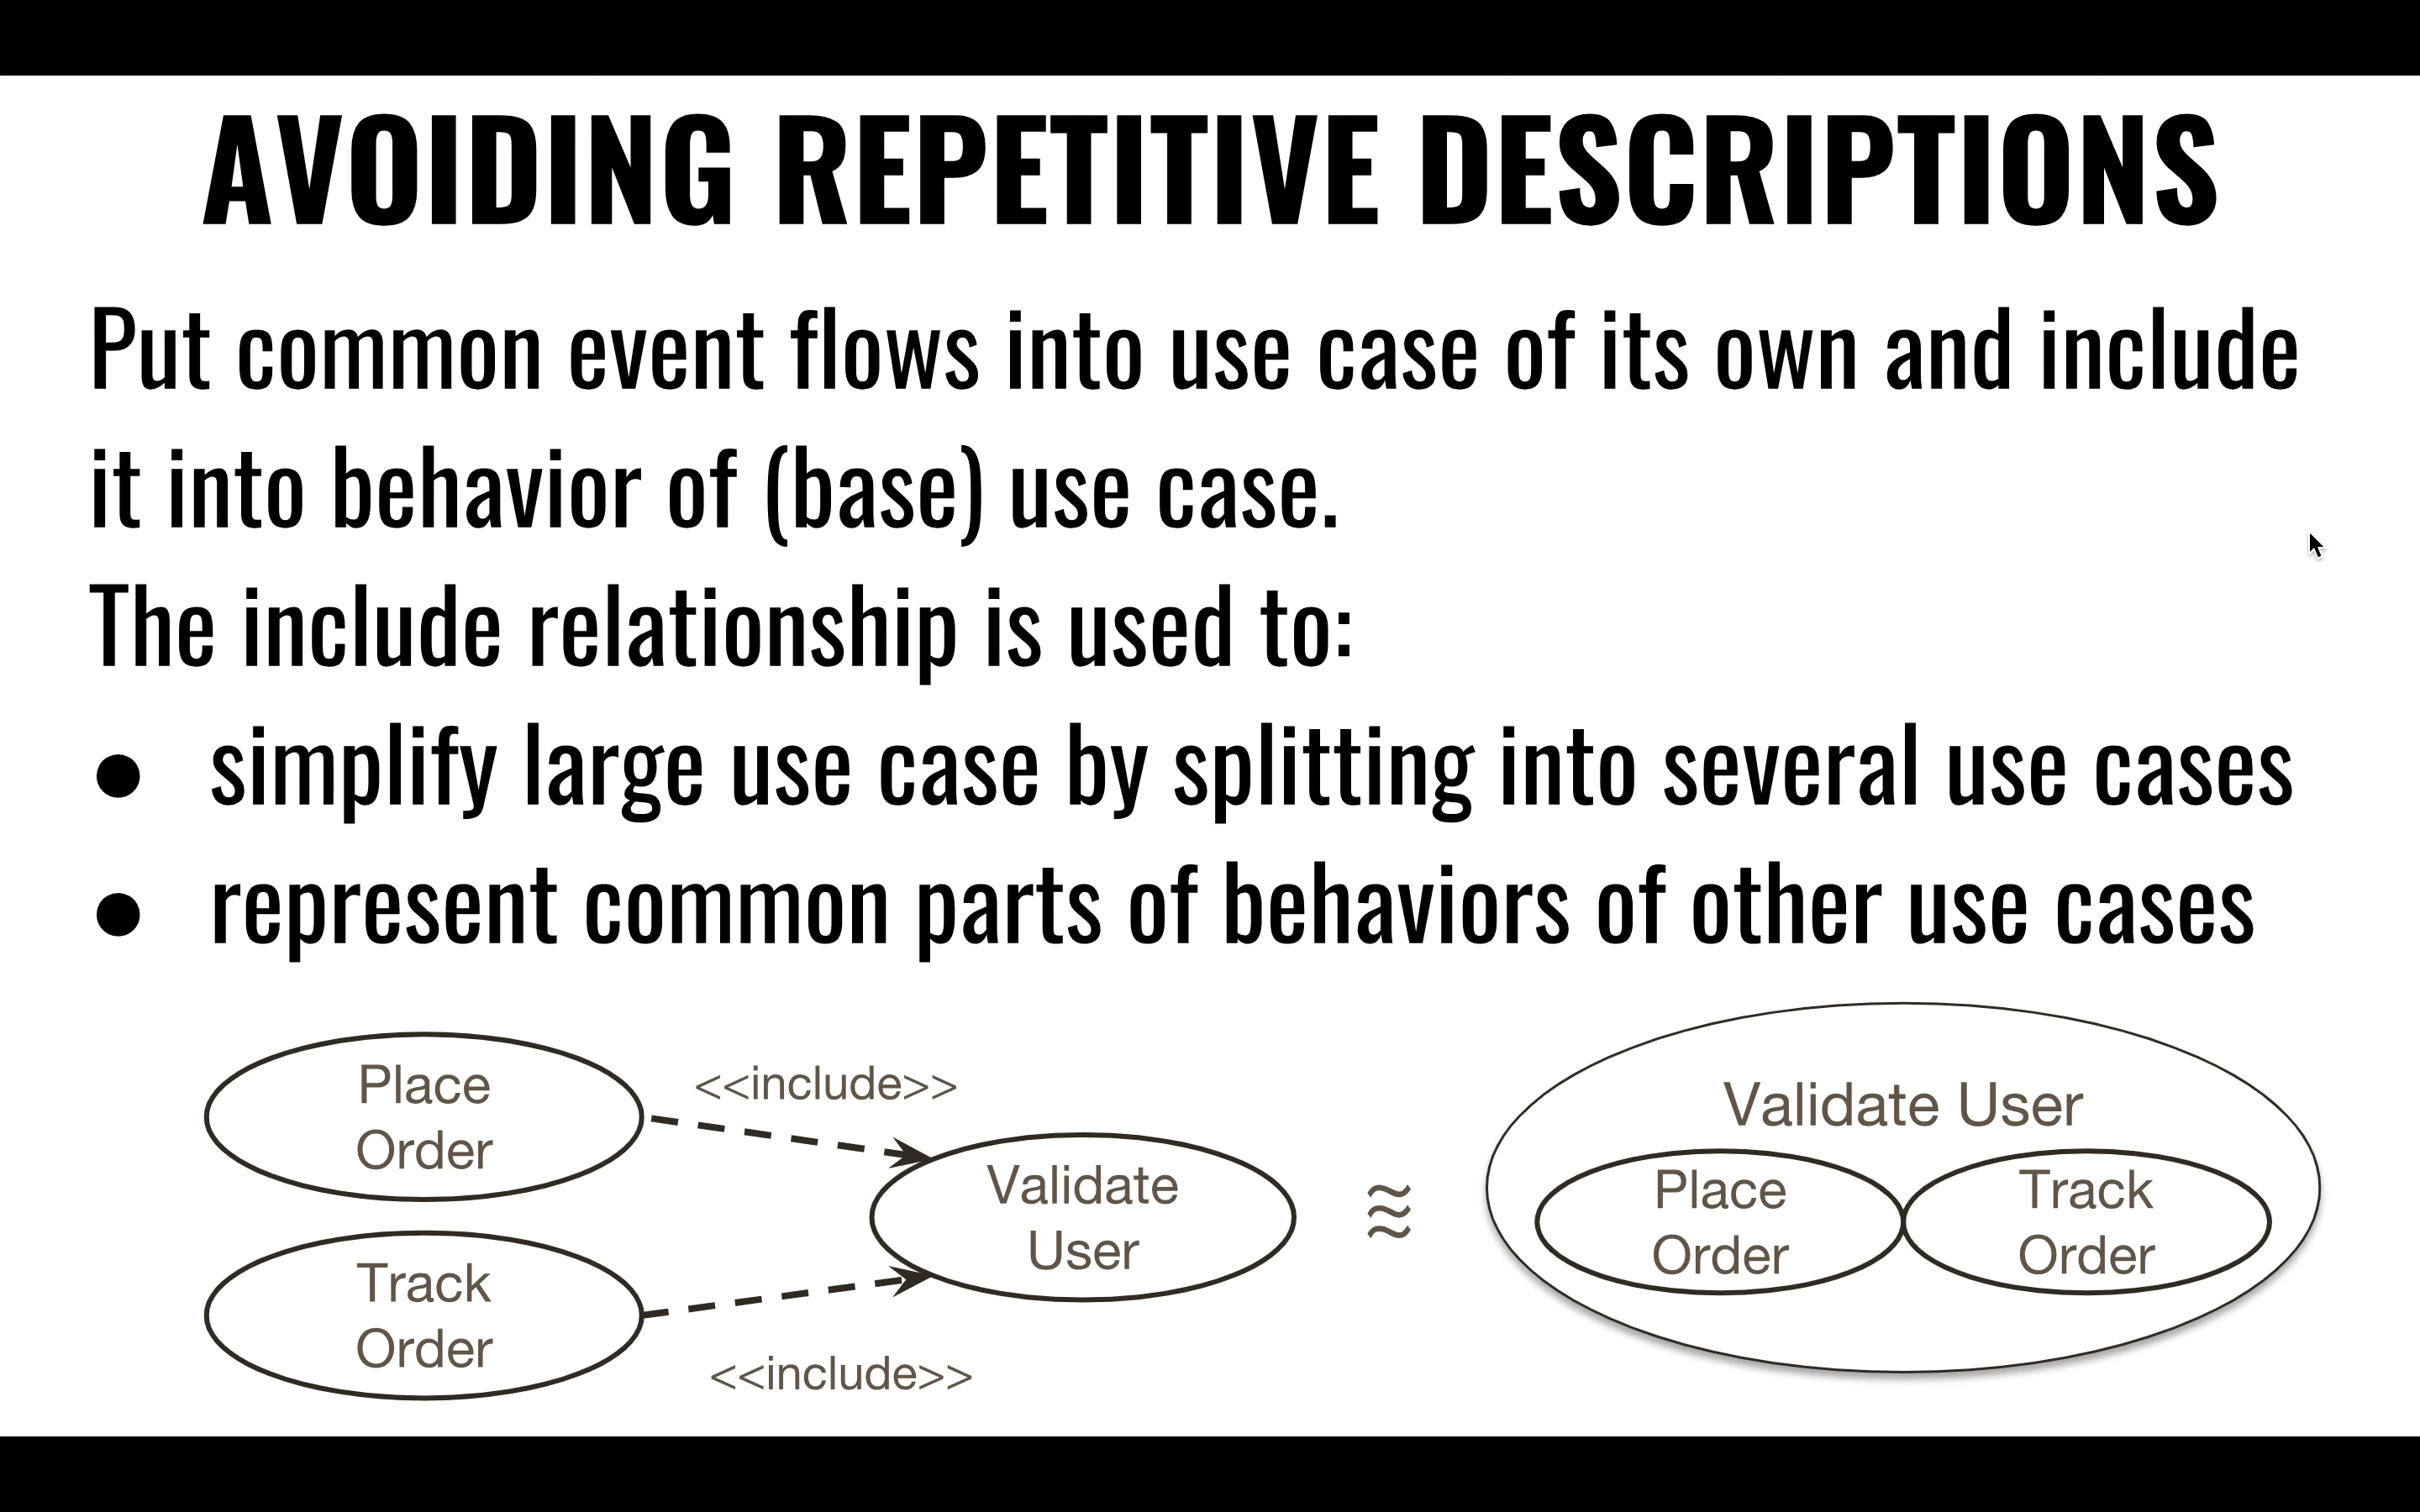 AVOIDING REPETITIVE DESCRIPTIONS
Put common event flows into use case of its own and include
it into behavior of (base) use case.
The include relationship is used to:
● simplify large use case by splitting into several use cases
● represent common parts of behaviors of other use cases
Place
Order
<<include>>
Validate
User
Track
Order
<<include>>
≋
Validate User
Place
Order
Track
Order